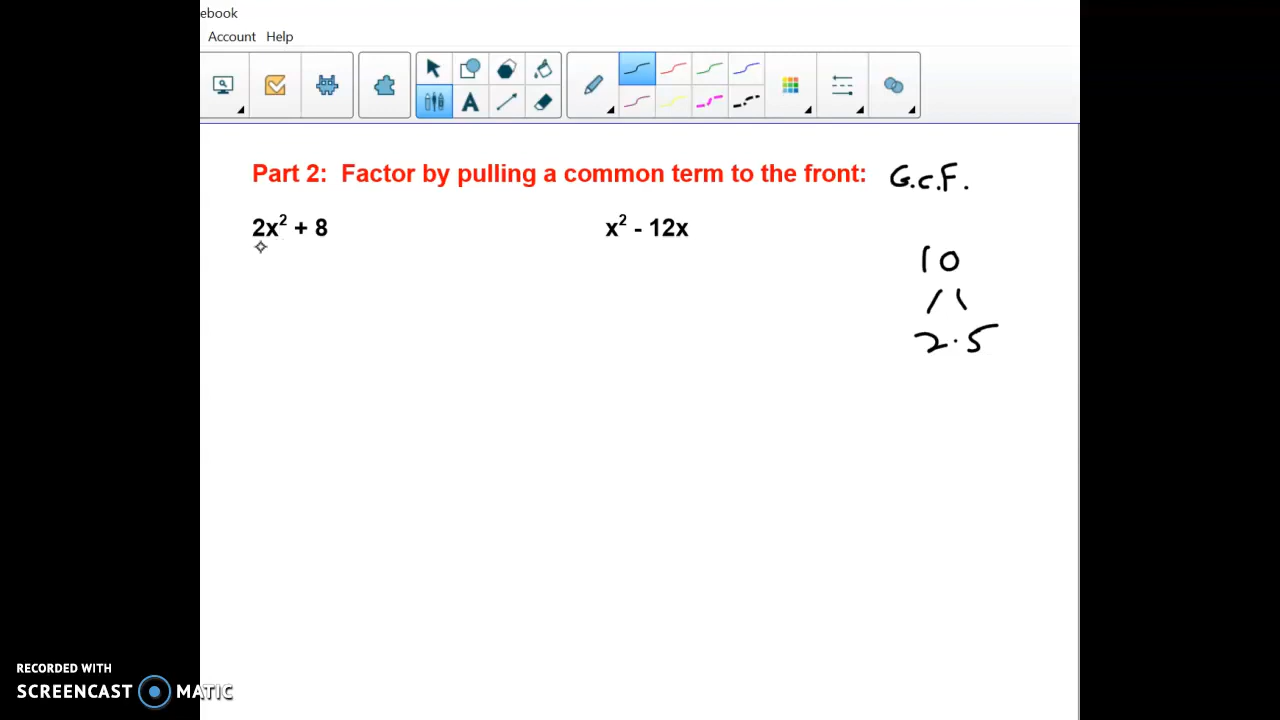 ebook
Account Help
Part 2: Factor by pulling a common term to the front: G.C.F.
2x² + 8 x² - 12x
10
/ \
2.5
RECORDED WITH
SCREENCAST MATIC